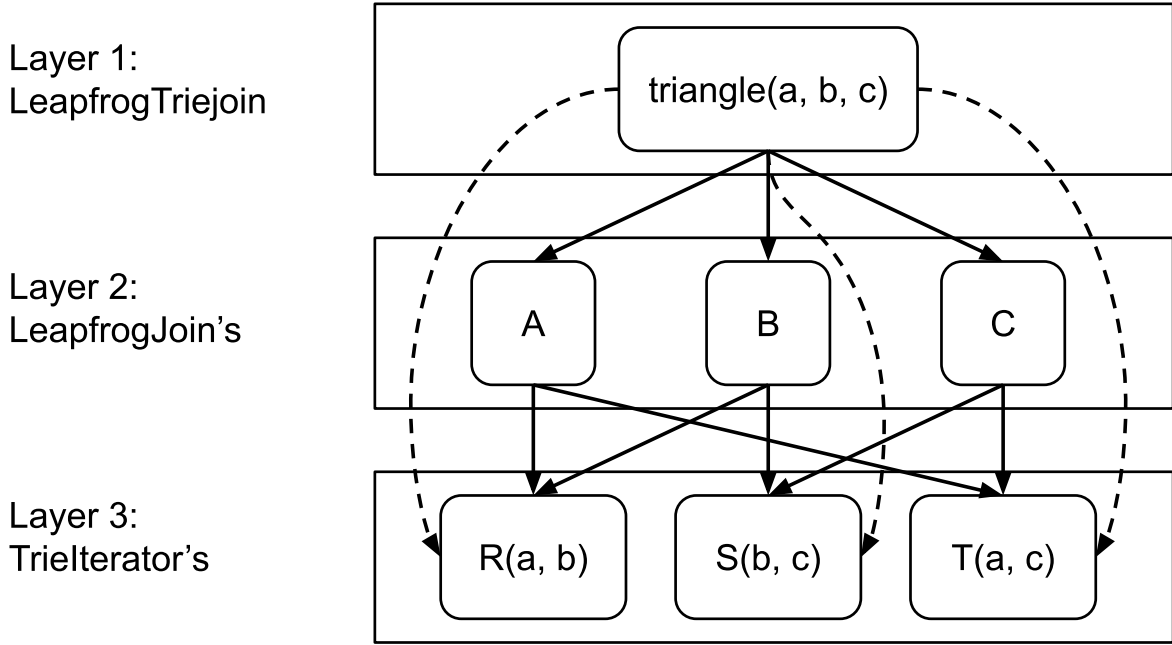 Layer 1:
LeapfrogTriejoin
triangle(a, b, c)
Layer 2:
LeapfrogJoin’s
A
B
C
Layer 3:
TrieIterator’s
R(a, b)
S(b, c)
T(a, c)